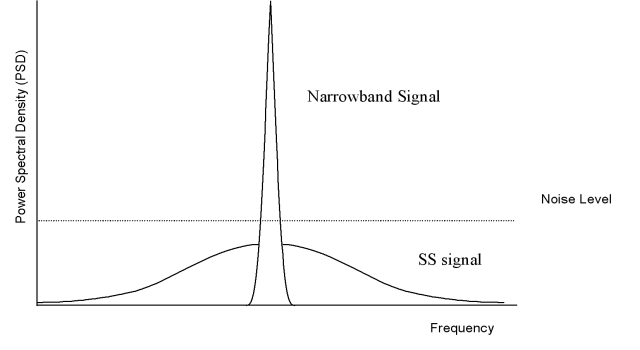 Power Spectral Density (PSD)
Narrowband Signal
Noise Level
SS signal
Frequency